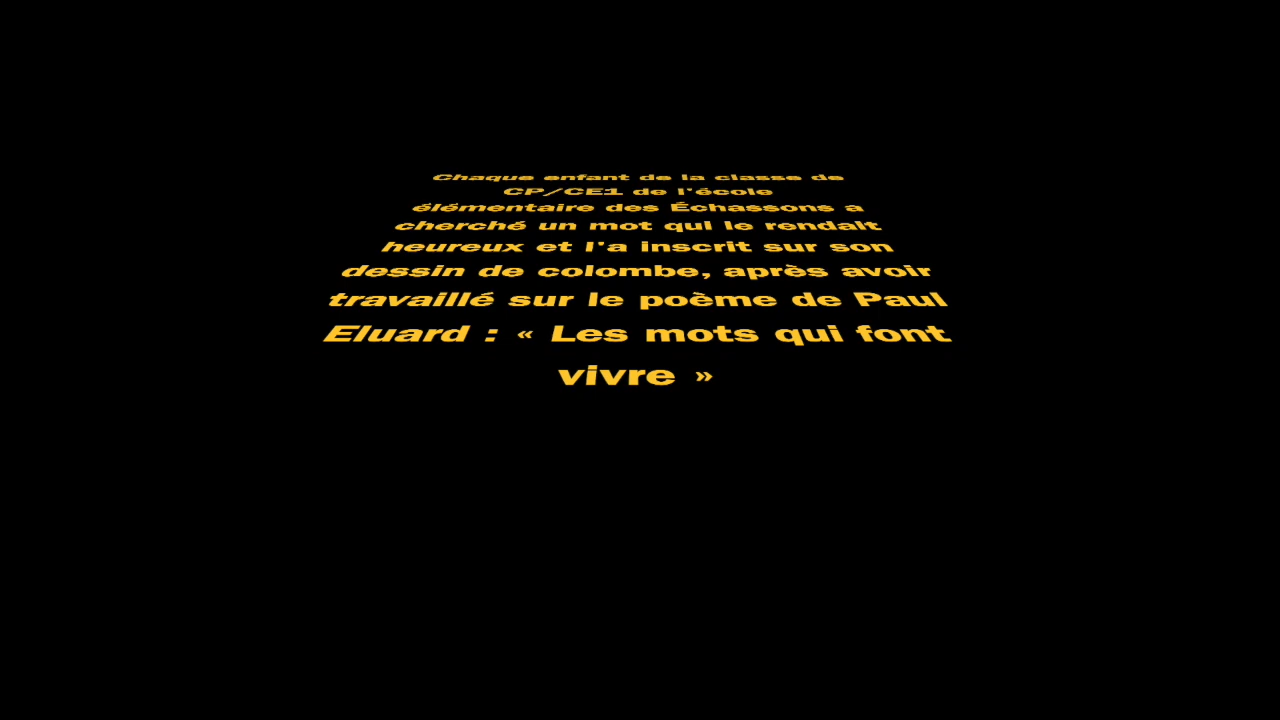 Chaque enfant de la classe de
CP/CE1 de l'école
élémentaire des Échassons a
cherché un mot qui le rendait
heureux et l'a inscrit sur son
dessin de colombe, après avoir
travaillé sur le poème de Paul
Eluard : « Les mots qui font
vivre »